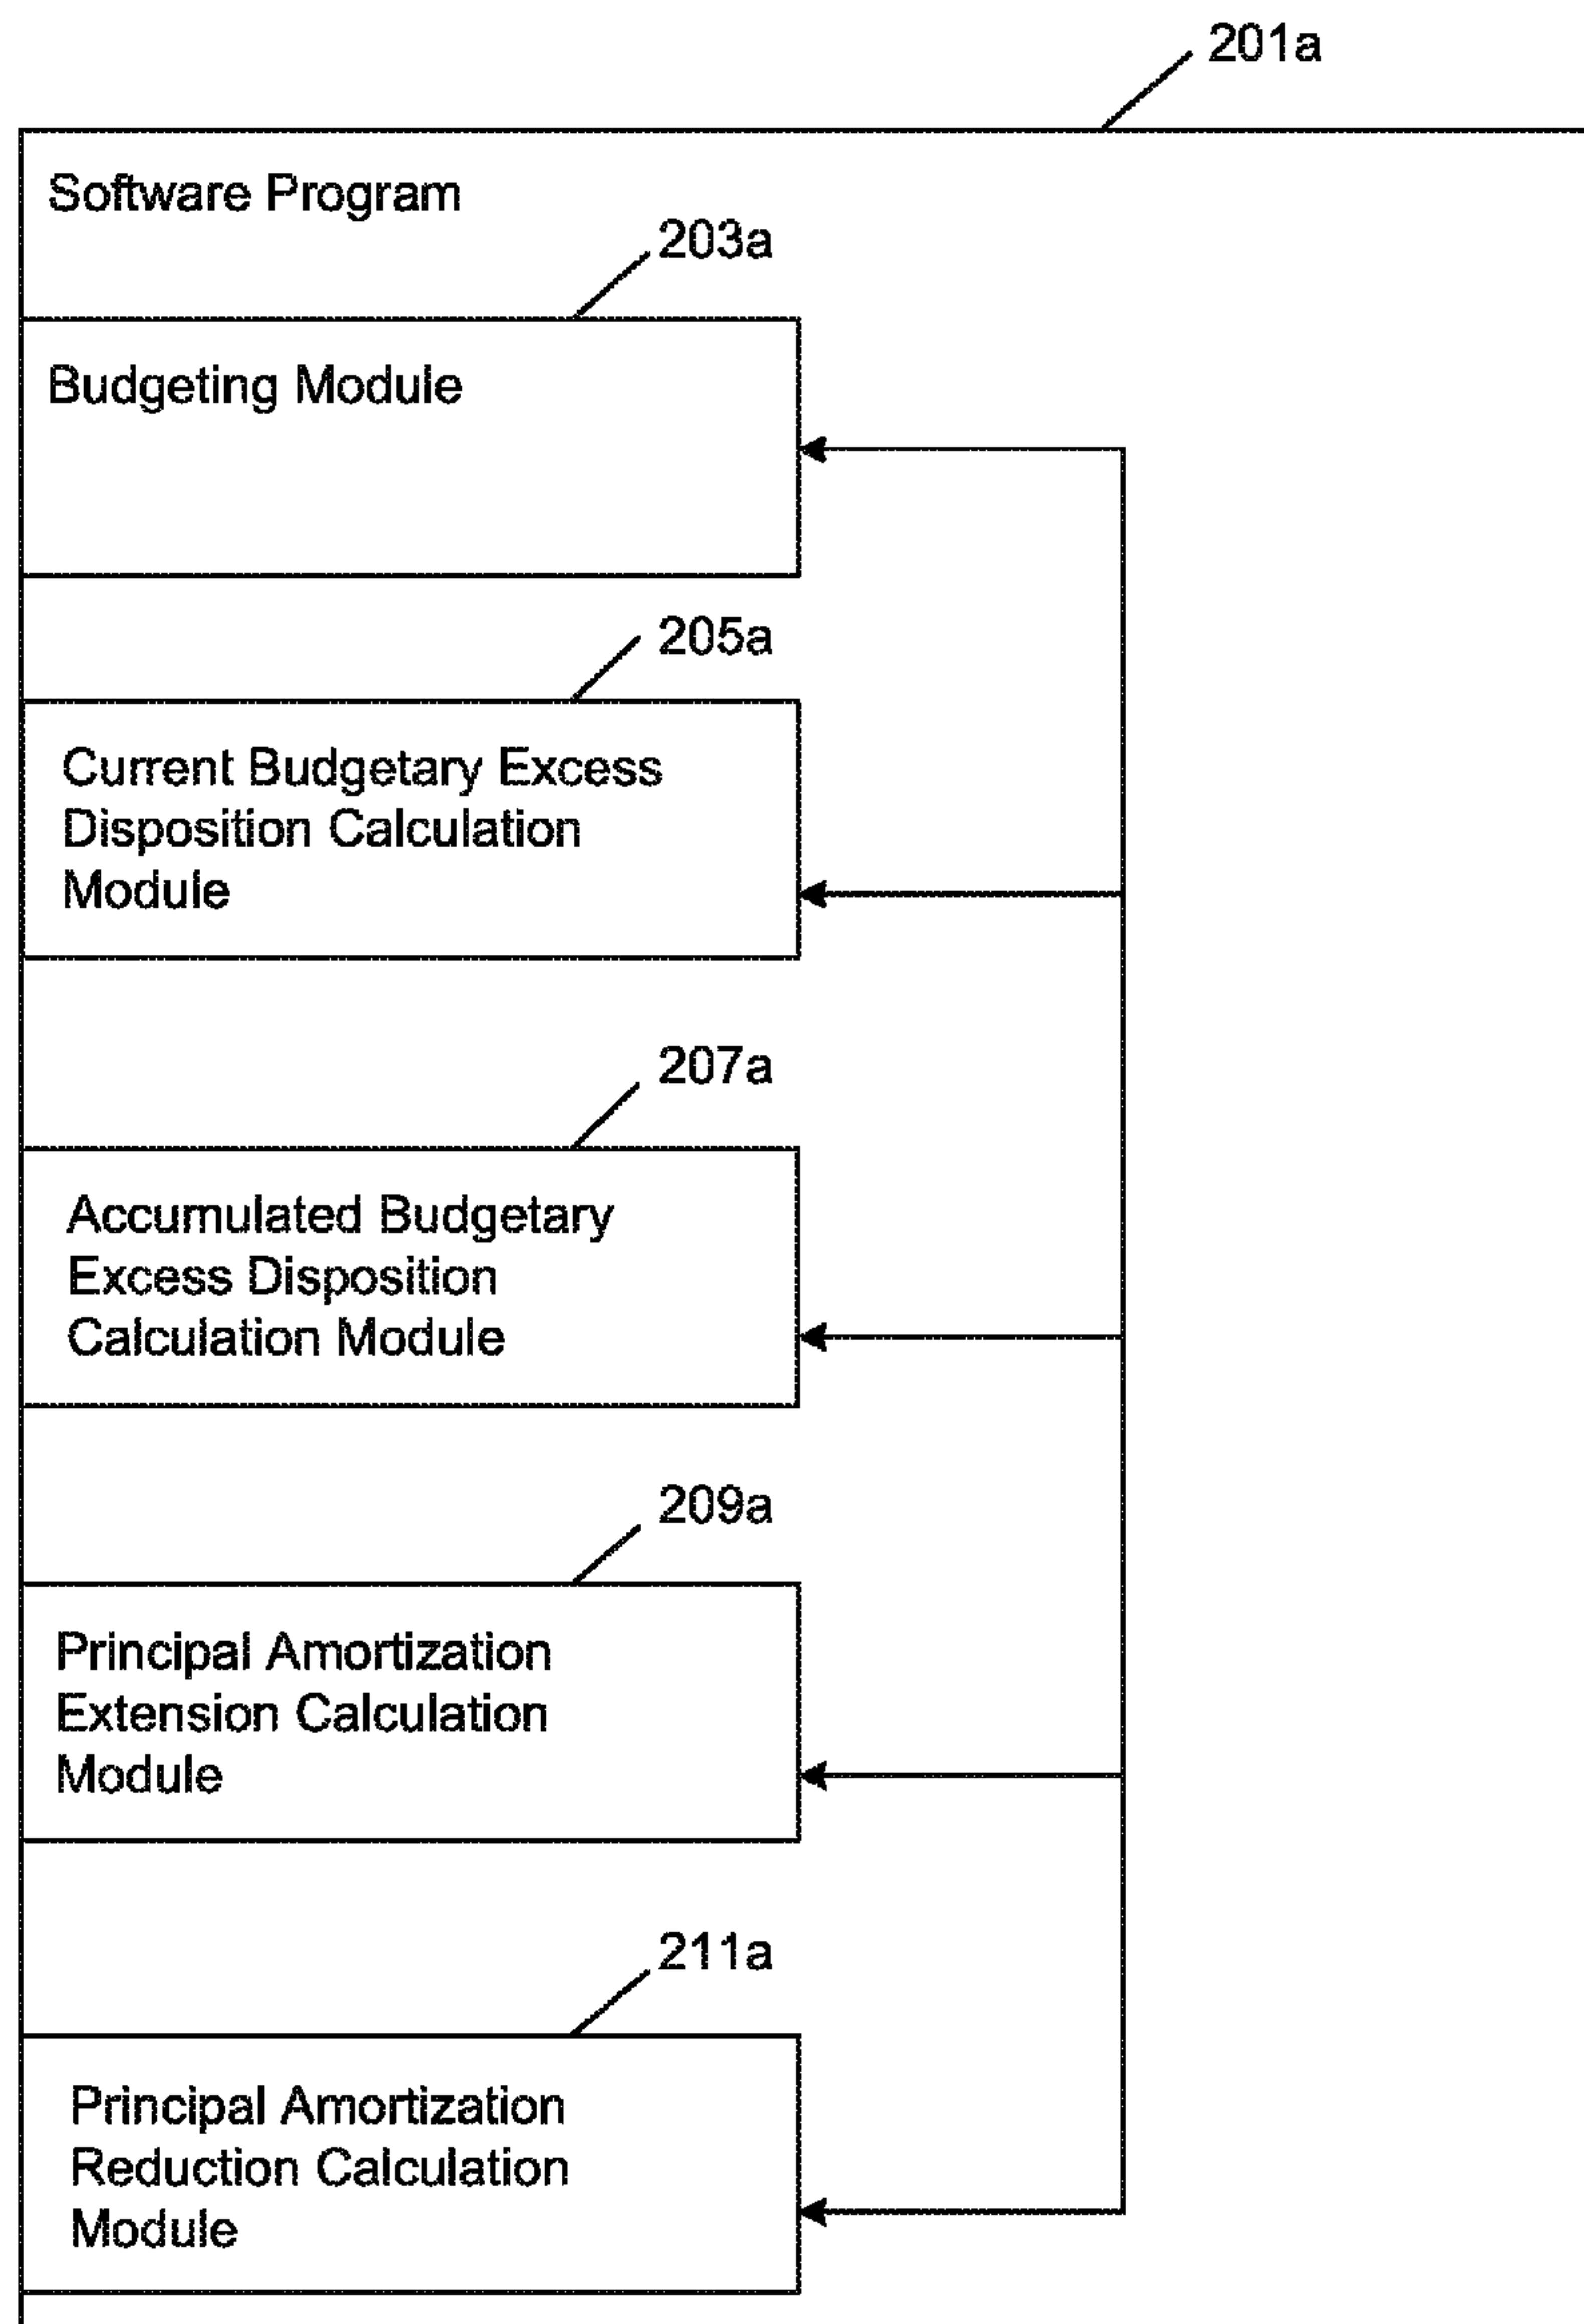 201a
Software Program
203a
Budgeting Module
205a
Current Budgetary Excess
Disposition Calculation
Module
207a
Accumulated Budgetary
Excess Disposition
Calculation Module
209a
Principal Amortization
Extension Calculation
Module
211a
Principal Amortization
Reduction Calculation
Module